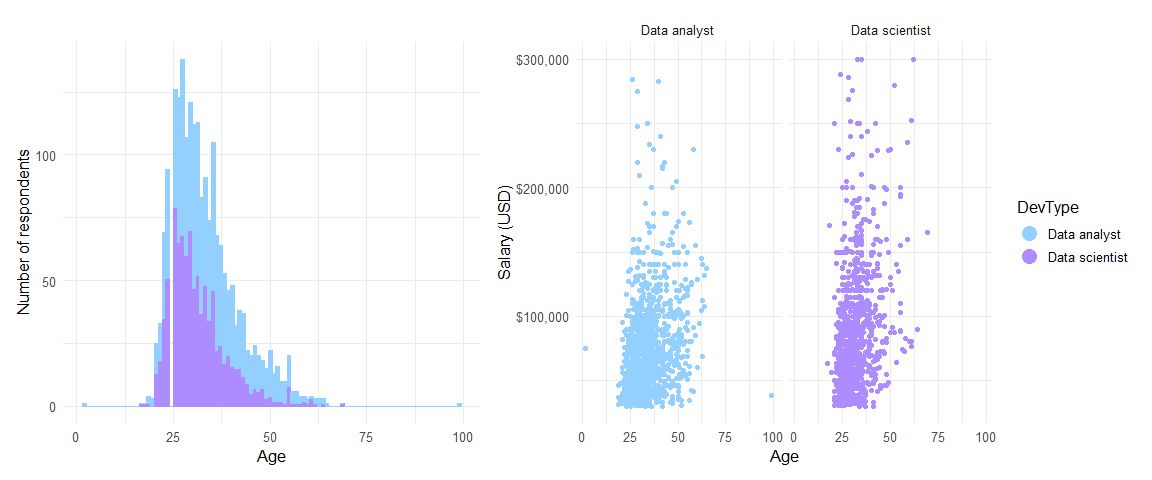 Number of respondents
100
50
0
0
25
50
75
100
Age
Data analyst
Data scientist
Salary (USD)
$300,000
$200,000
$100,000
0
25
50
75
100
0
25
50
75
100
Age
DevType
Data analyst
Data scientist